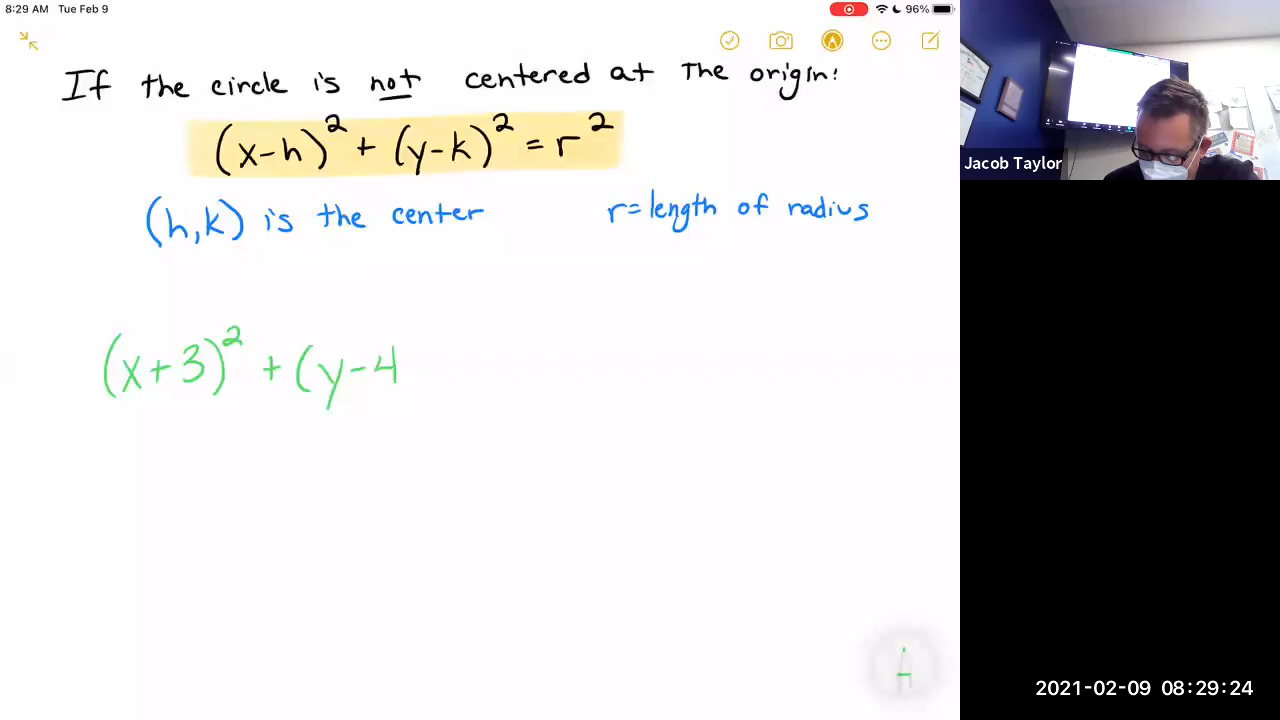 8:29 AM Tue Feb 9
96%
If the circle is not centered at the origin:
(x-h)² + (y-k)² = r²
(h,k) is the center
r=length of radius
(x+3)² + (y-4
Jacob Taylor
2021-02-09 08:29:24